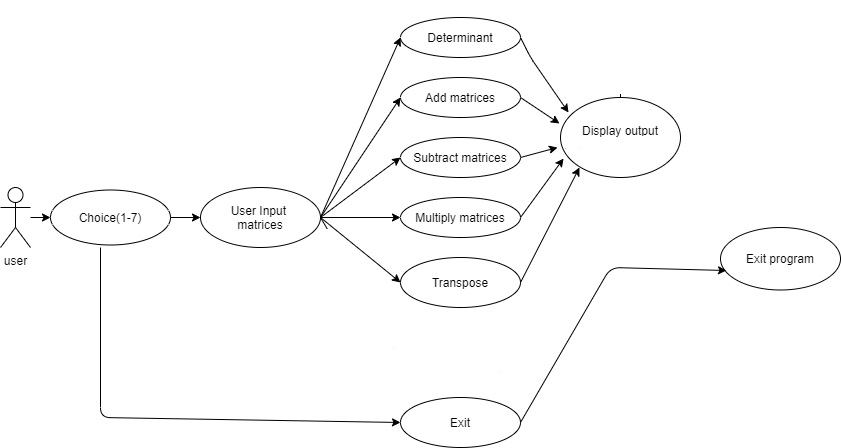 Determinant
Add matrices
Display output
Subtract matrices
Choice(1-7)
User Input
matrices
Multiply matrices
user
Exit program
Transpose
Exit